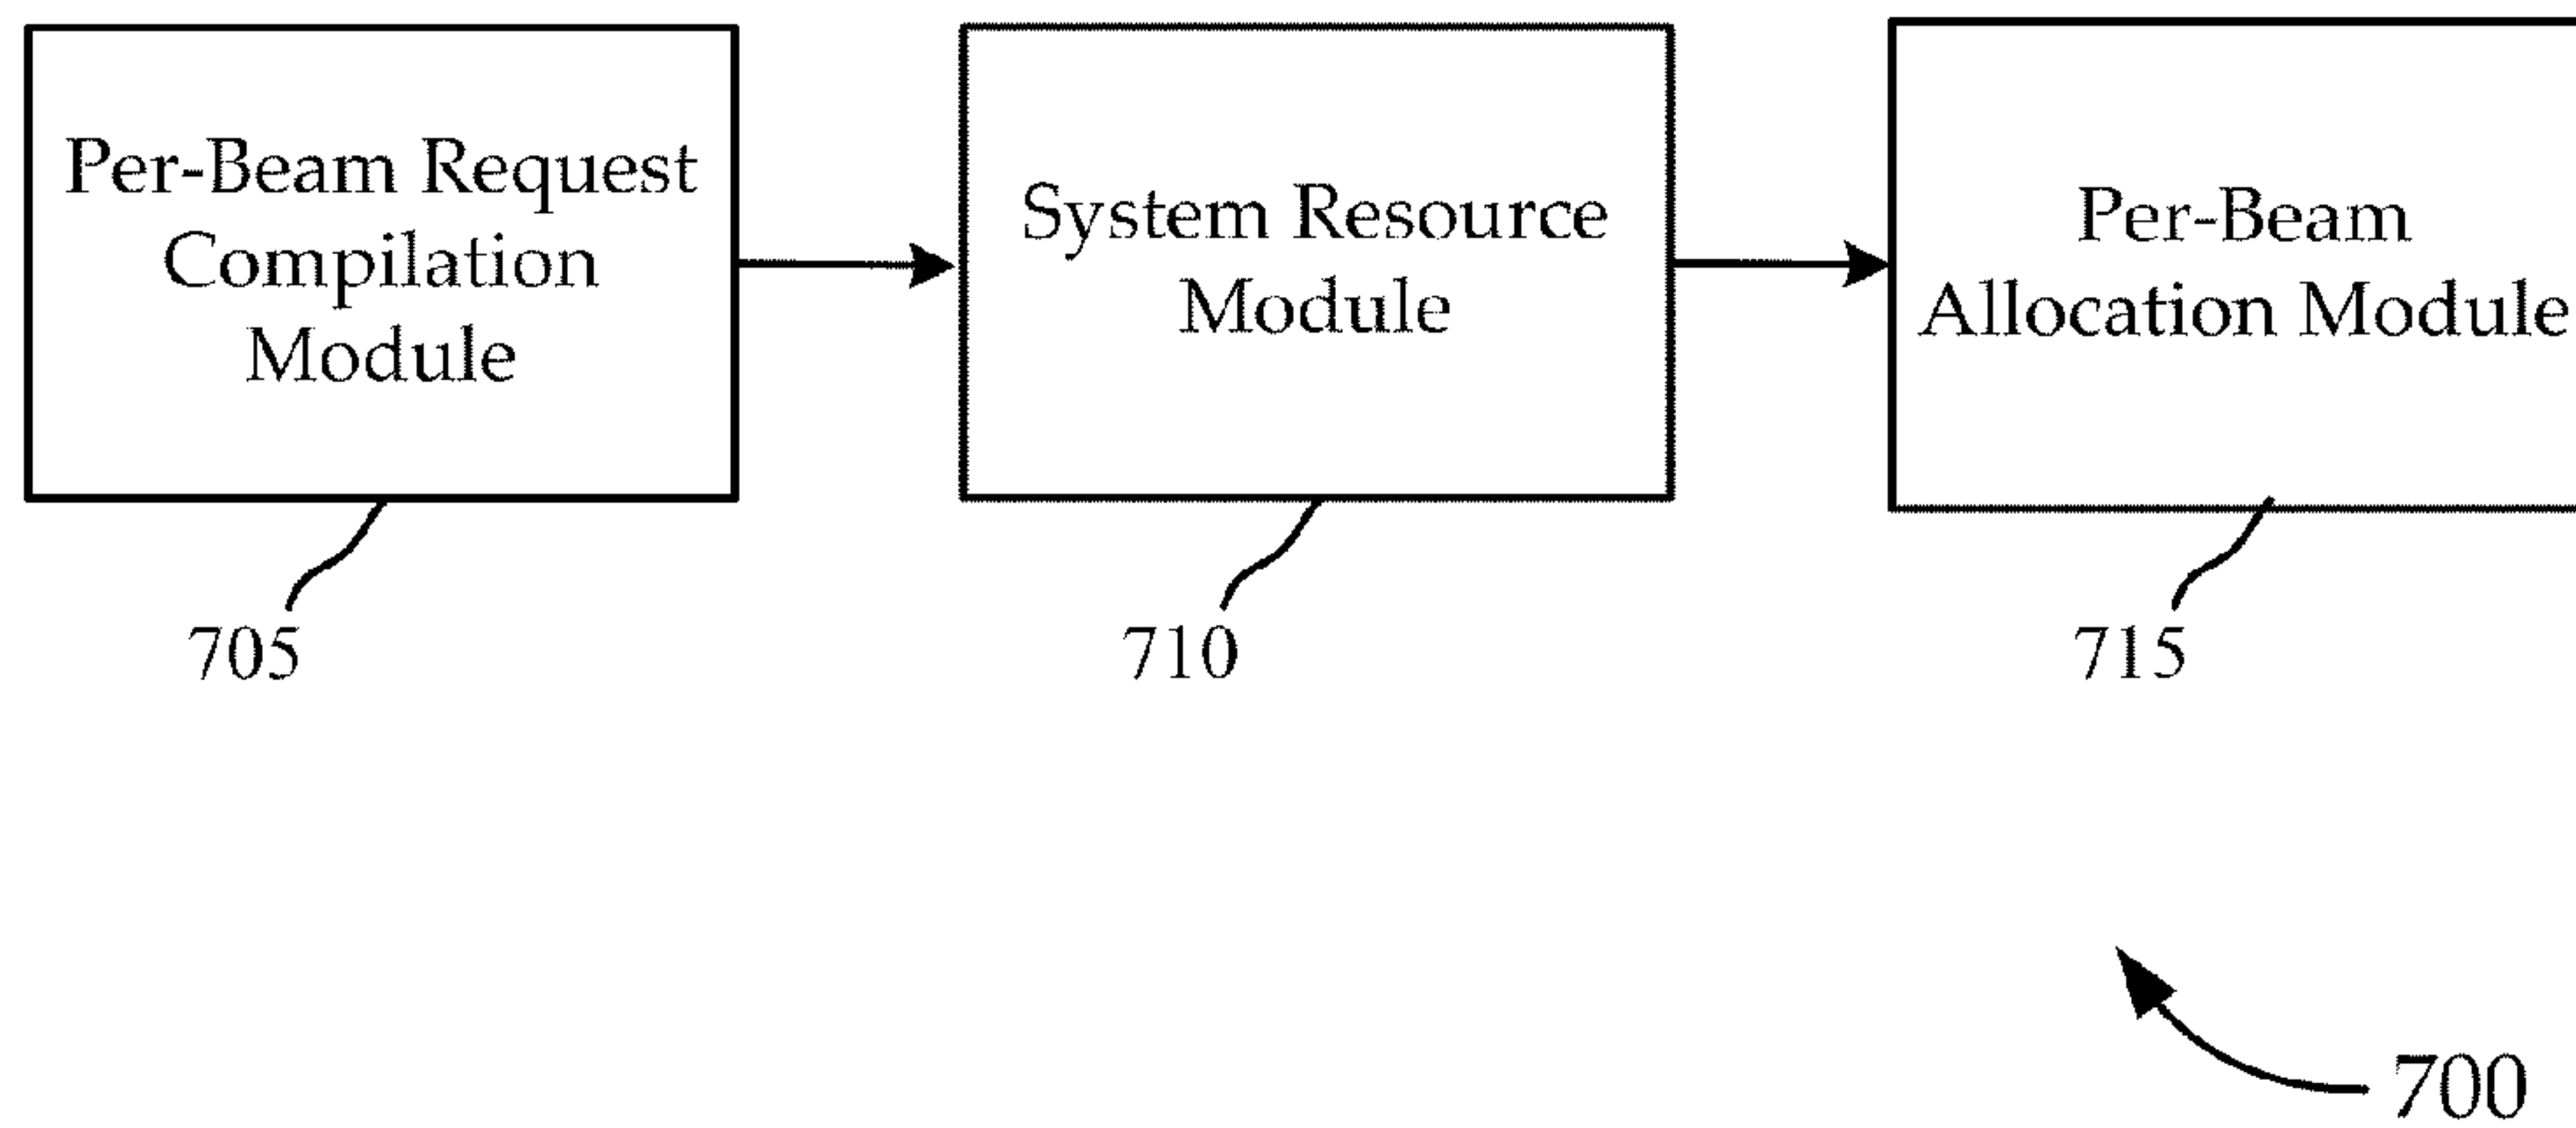 Per-Beam Request
Compilation
Module
System Resource
Module
Per-Beam
Allocation Module
705
710
715
700